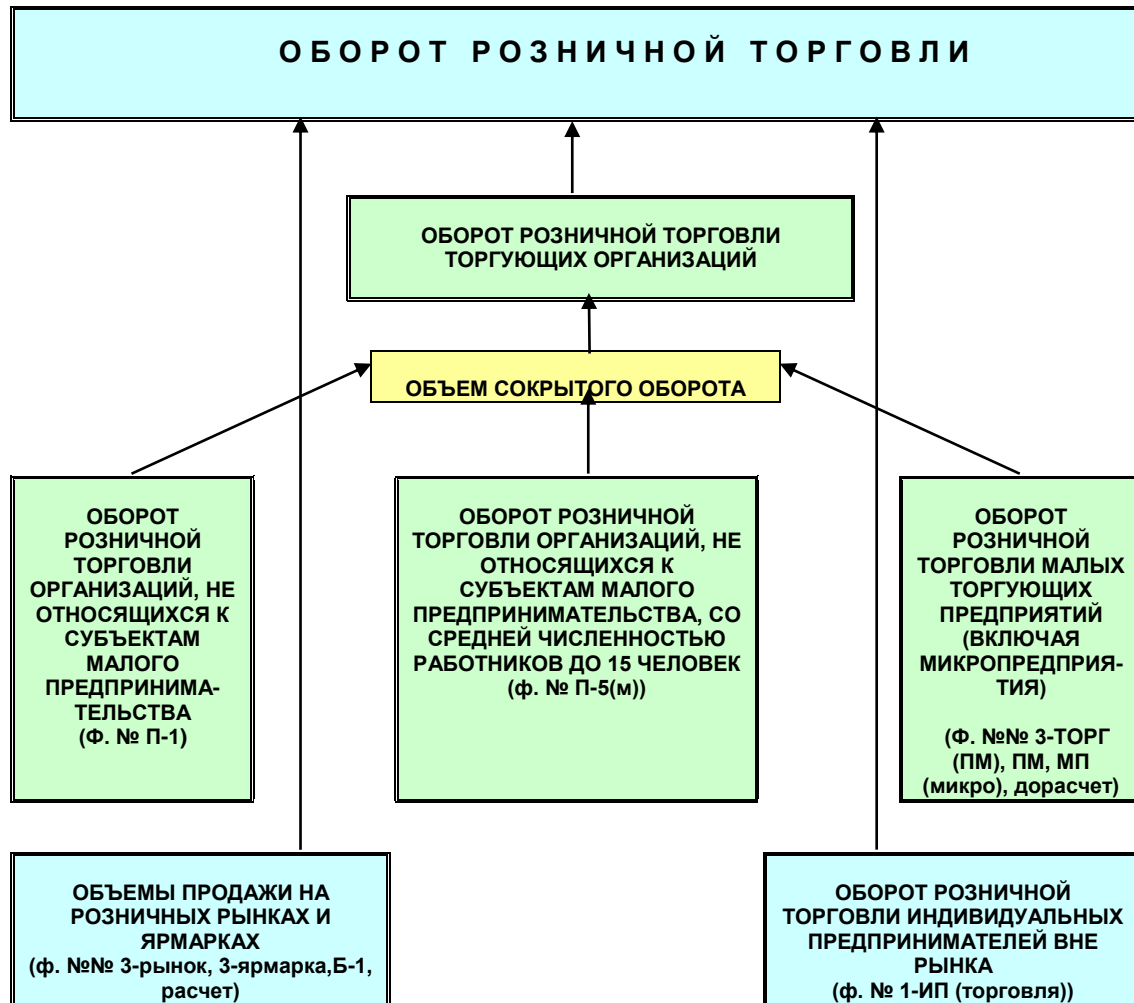 ОБОРОТ РОЗНИЧНОЙ ТОРГОВЛИ
ОБОРОТ РОЗНИЧНОЙ ТОРГОВЛИ
ТОРГУЮЩИХ ОРГАНИЗАЦИЙ
ОБЪЕМ СОКРЫТОГО ОБОРОТА
ОБОРОТ
РОЗНИЧНОЙ
ТОРГОВЛИ
ОРГАНИЗАЦИЙ, НЕ
ОТНОСЯЩИХСЯ К
СУБЪЕКТАМ
МАЛОГО
ПРЕДПРИНИМА-
ТЕЛЬСТВА
(Ф. № П-1)
ОБОРОТ РОЗНИЧНОЙ
ТОРГОВЛИ ОРГАНИЗАЦИЙ, НЕ
ОТНОСЯЩИХСЯ К
СУБЪЕКТАМ МАЛОГО
ПРЕДПРИНИМАТЕЛЬСТВА, СО
СРЕДНЕЙ ЧИСЛЕННОСТЬЮ
РАБОТНИКОВ ДО 15 ЧЕЛОВЕК
(ф. № П-5(м))
ОБОРОТ
РОЗНИЧНОЙ
ТОРГОВЛИ МАЛЫХ
ТОРГУЮЩИХ
ПРЕДПРИЯТИЙ
(ВКЛЮЧАЯ
МИКРОПРЕДПРИЯ-
ТИЯ)
(Ф. №№ 3-ТОРГ
(ПМ), ПМ, МП
(микро), дорасчет)
ОБЪЕМЫ ПРОДАЖИ НА
РОЗНИЧНЫХ РЫНКАХ И
ЯРМАРКАХ
(ф. №№ 3-рынок, 3-ярмарка,Б-1,
расчет)
ОБОРОТ РОЗНИЧНОЙ
ТОРГОВЛИ ИНДИВИДУАЛЬНЫХ
ПРЕДПРИНИМАТЕЛЕЙ ВНЕ
РЫНКА
(ф. № 1-ИП (торговля))